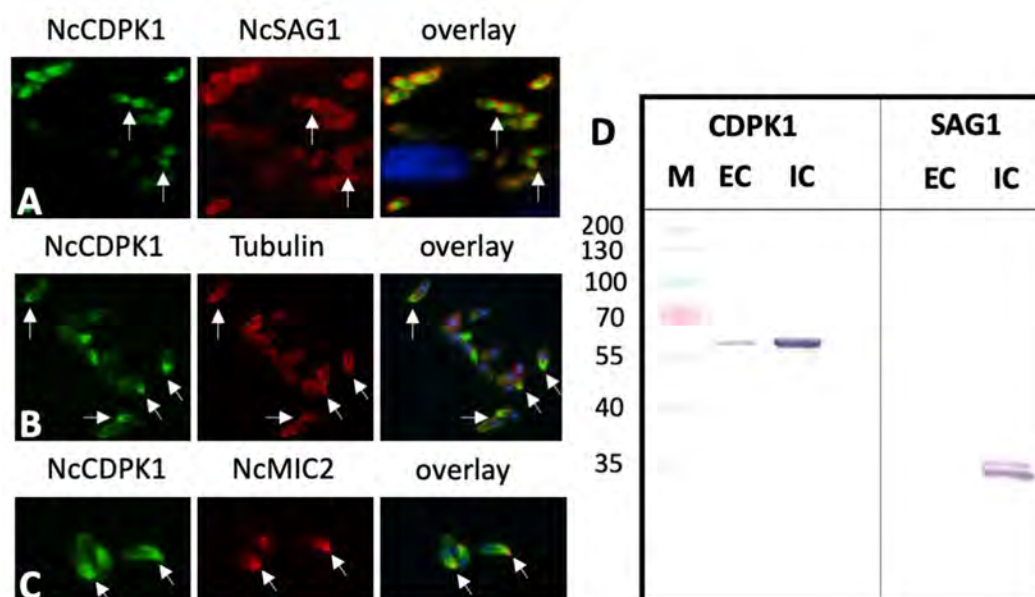 NcCDPK1 NcSAG1 overlay
A
NcCDPK1 Tubulin overlay
B
NcCDPK1 NcMIC2 overlay
C
D CDPK1 SAG1
M EC IC EC IC
200
130
100
70
55
40
35